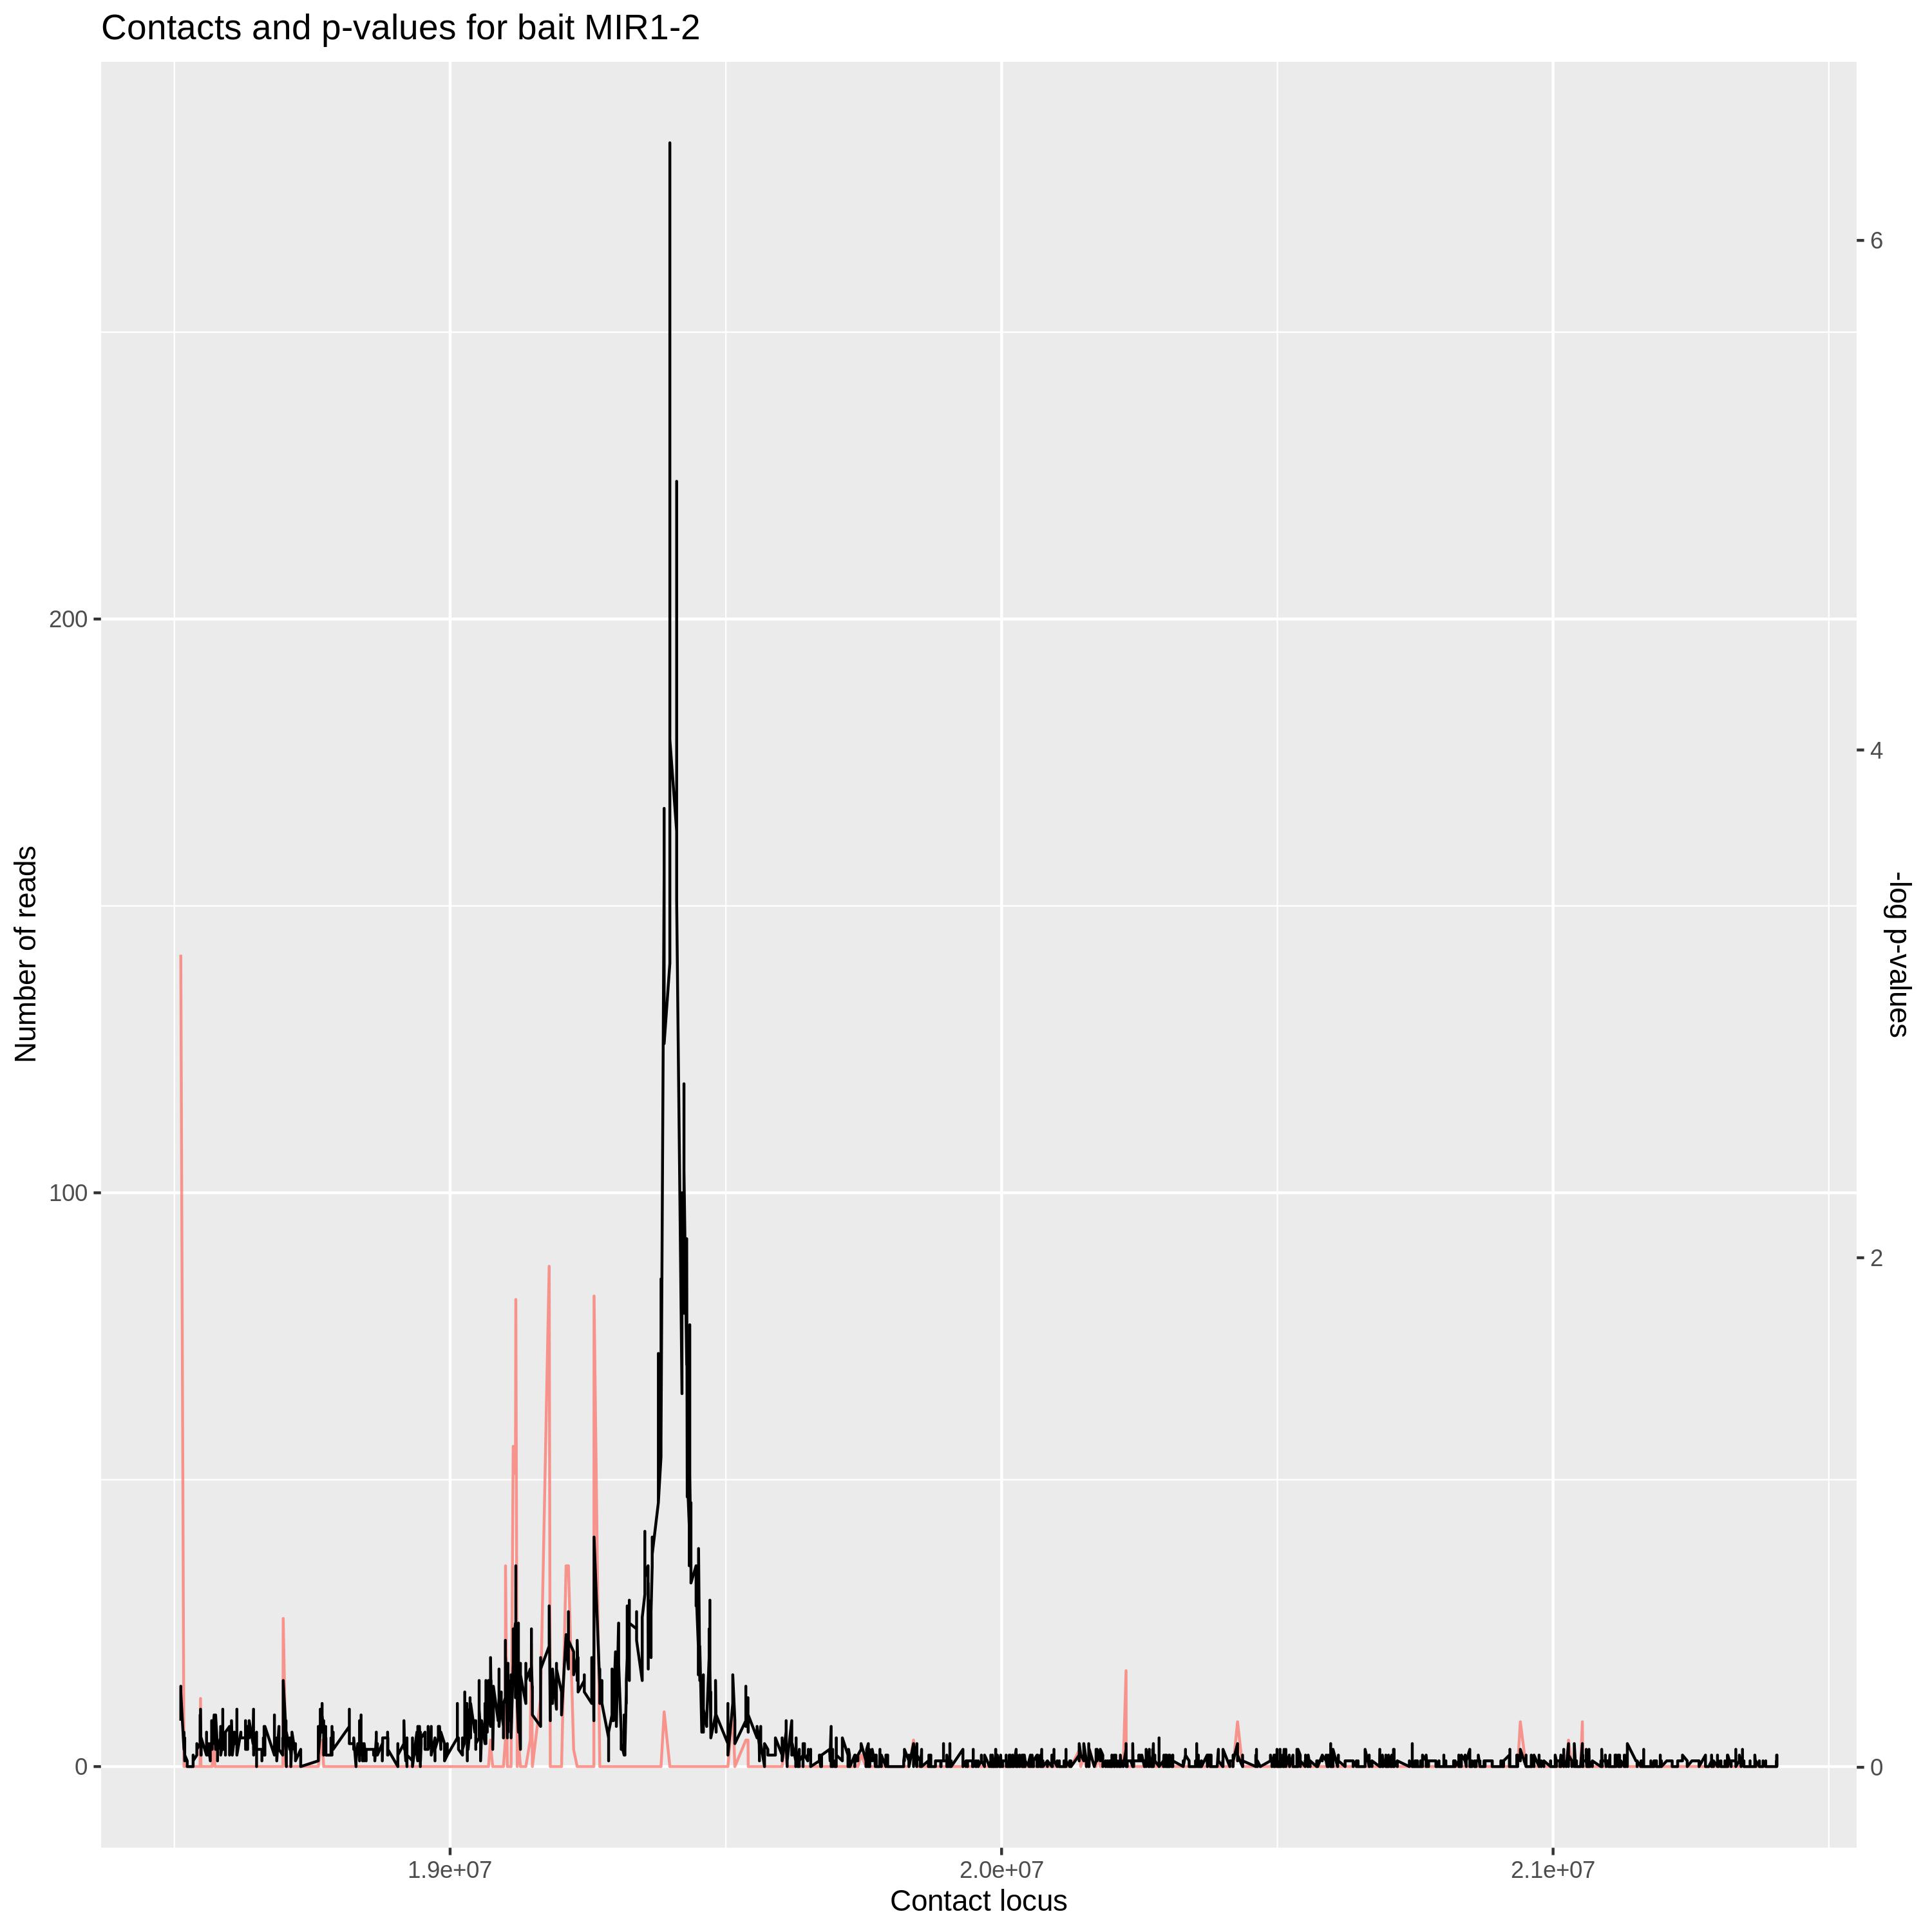 Contacts and p-values for bait MIR1-2
Number of reads
200
100
0
6
4
2
0
-log p-values
1.9e+07
2.0e+07
2.1e+07
Contact locus